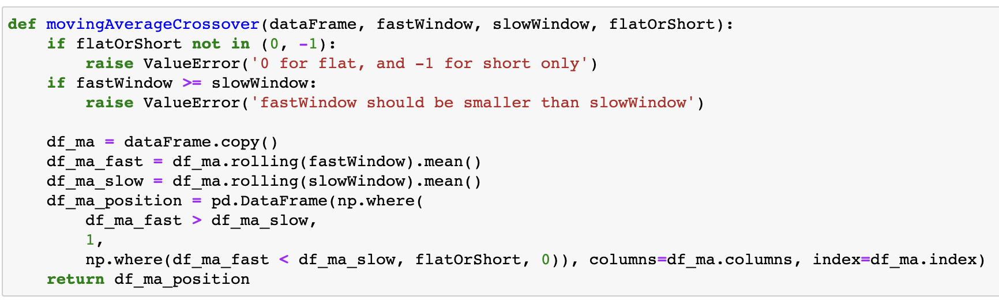 def movingAverageCrossover(dataFrame, fastWindow, slowWindow, flatOrShort):
    if flatOrShort not in (0, -1):
        raise ValueError('0 for flat, and -1 for short only')
    if fastWindow >= slowWindow:
        raise ValueError('fastWindow should be smaller than slowWindow')

    df_ma = dataFrame.copy()
    df_ma_fast = df_ma.rolling(fastWindow).mean()
    df_ma_slow = df_ma.rolling(slowWindow).mean()
    df_ma_position = pd.DataFrame(np.where(
        df_ma_fast > df_ma_slow,
        1,
        np.where(df_ma_fast < df_ma_slow, flatOrShort, 0)), columns=df_ma.columns, index=df_ma.index)
    return df_ma_position